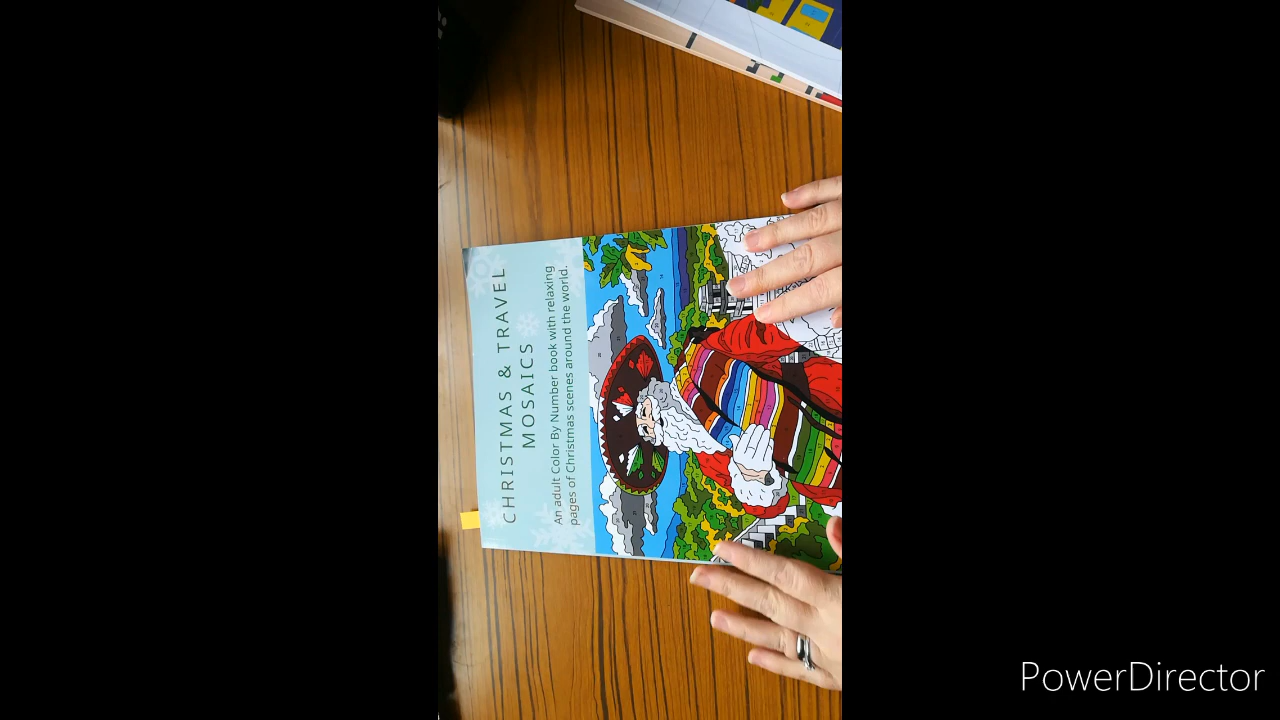 CHRISTMAS & TRAVEL
MOSAICS
An adult Color By Number book with relaxing
pages of Christmas scenes around the world.
PowerDirector